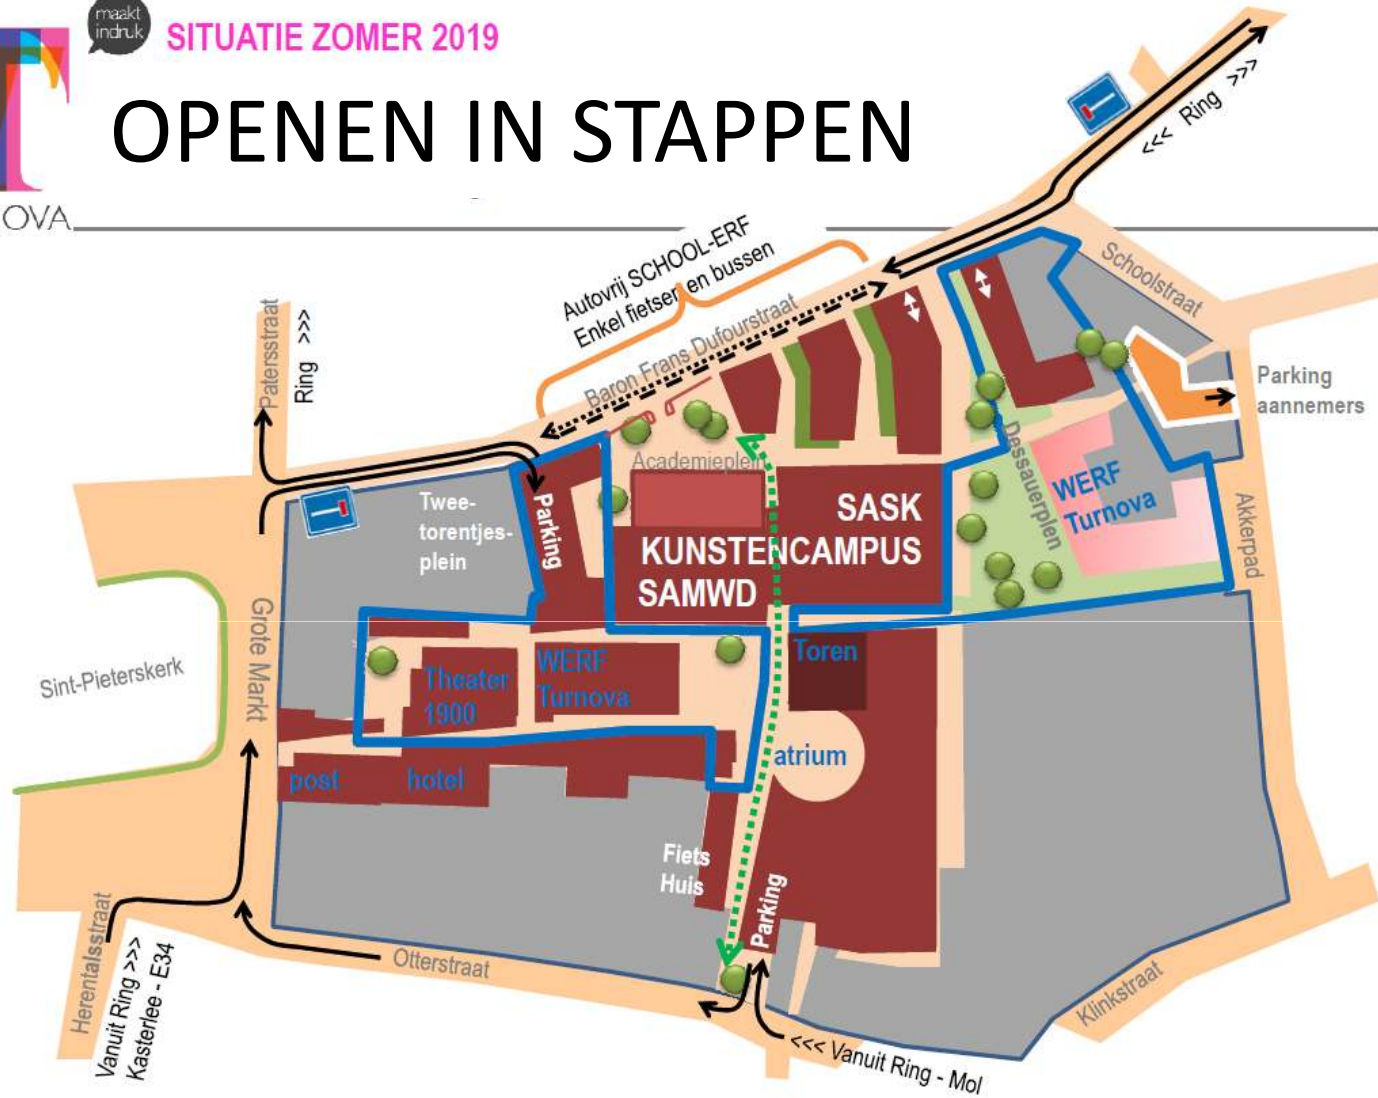 maakt
indruk
SITUATIE ZOMER 2019
OPENEN IN STAPPEN
OVA
<<< Ring >>>
Autovrij SCHOOL-ERF
Enkel fietsen en bussen
Baron Frans Dufourstraat
Schoolstraat
Patersstraat
Ring >>>
Parking
aannemers
Academieplein
Dessauerplen
WERF
Turnova
Akkerpad
Twee-
torentjes-
plein
Parking
SASK
KUNSTENCAMPUS
SAMWD
Grote Markt
Sint-Pieterskerk
Theater
1900
WERF
Turnova
Toren
atrium
post
hotel
Fiets
Huis
Parking
Herentalsstraat
Vanuit Ring >>>
Kasterlee - E34
Otterstraat
Klinkstraat
<<< Vanuit Ring - Mol